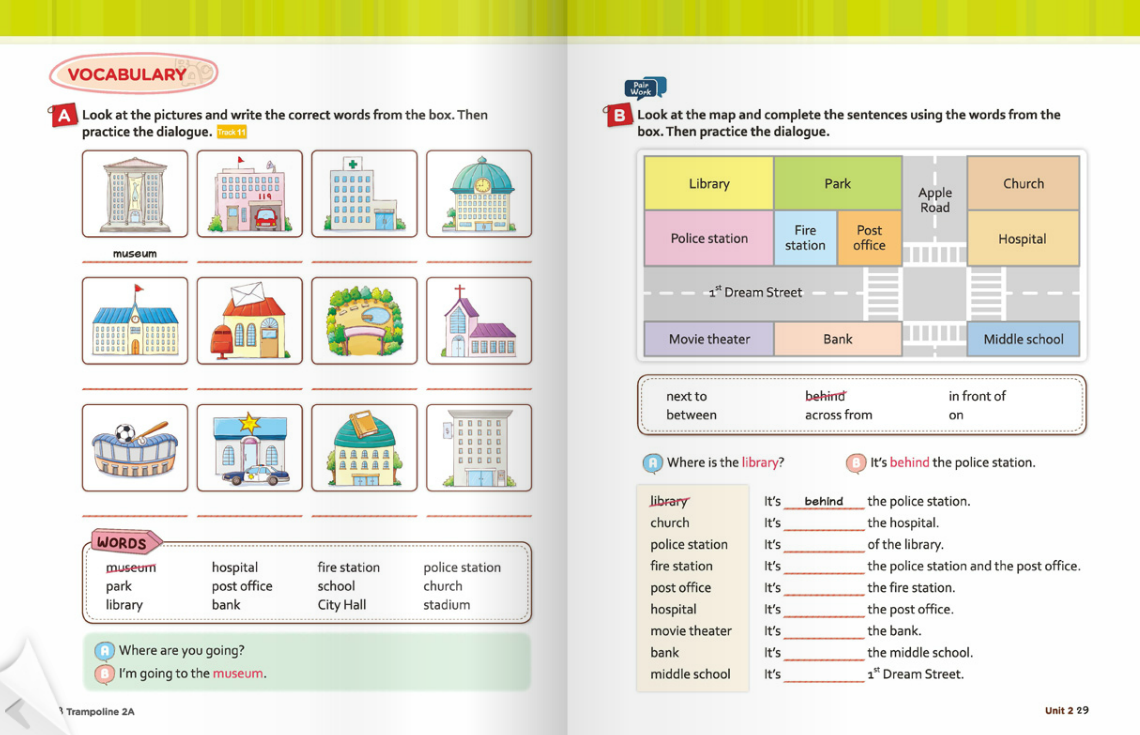 VOCABULARY
A Look at the pictures and write the correct words from the box. Then
practice the dialogue. Track 11
119
museum
WORDS
museum hospital fire station police station
park post office school church
library bank City Hall stadium
A Where are you going?
B I'm going to the museum.
Trampoline 2A
Pair
Work
B Look at the map and complete the sentences using the words from the
box. Then practice the dialogue.
Library Park Apple Road Church
Police station Fire station Post office Hospital
1st Dream Street
Movie theater Bank Middle school
next to behind in front of
between across from on
A Where is the library? B It's behind the police station.
library It's behind the police station.
church It's ________ the hospital.
police station It's ________ of the library.
fire station It's ________ the police station and the post office.
post office It's ________ the fire station.
hospital It's ________ the post office.
movie theater It's ________ the bank.
bank It's ________ the middle school.
middle school It's ________ 1st Dream Street.
Unit 2 29